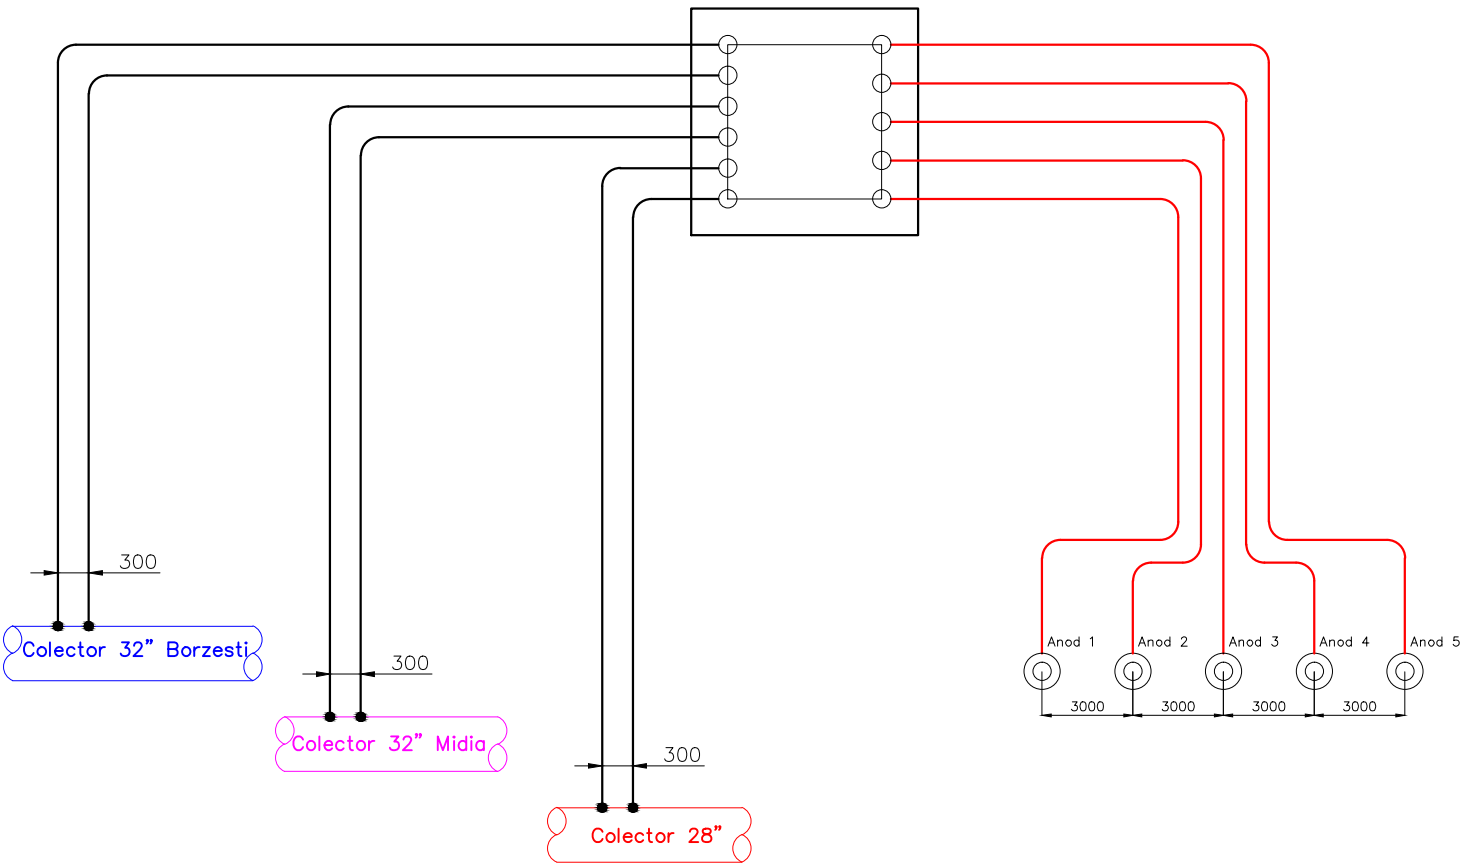 300
Colector 32" Borzesti
300
Colector 32" Midia
300
Colector 28"
Anod 1
Anod 2
Anod 3
Anod 4
Anod 5
3000
3000
3000
3000